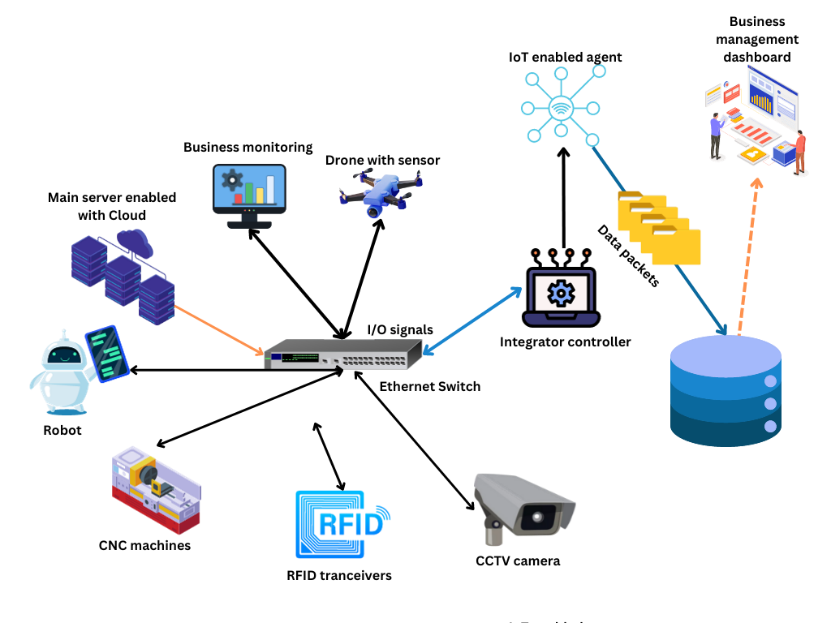 Business
management
dashboard
IoT enabled agent
Business monitoring
Drone with sensor
Main server enabled
with Cloud
Data packets
I/O signals
Integrator controller
Ethernet Switch
Robot
RFID
CNC machines
CCTV camera
RFID tranceivers